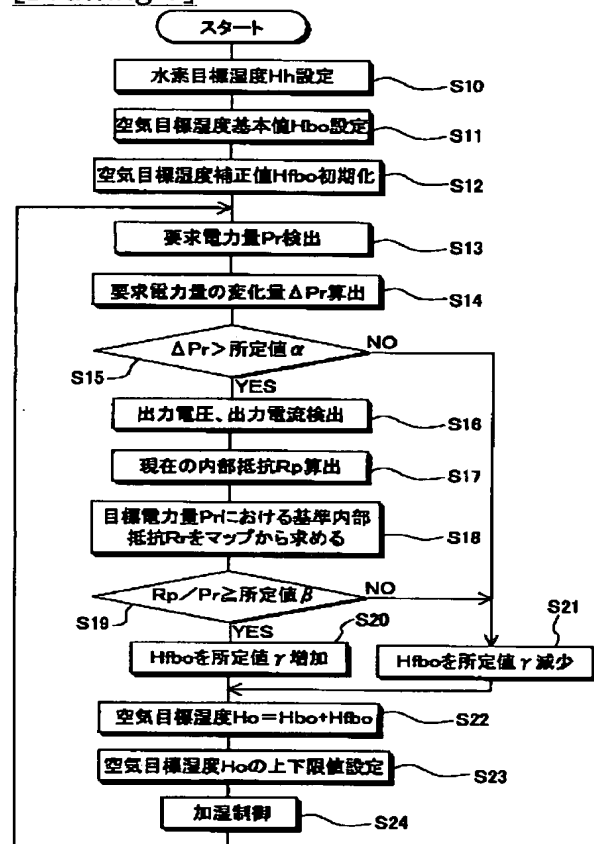 スタート
水素目標湿度Hh設定
S10
空気目標湿度基本値Hbo設定
S11
空気目標湿度補正値Hfbo初期化
S12
要求電力量Pr検出
S13
要求電力量の変化量ΔPr算出
S14
ΔPr>所定値α
NO
S15
YES
出力電圧、出力電流検出
S16
現在の内部抵抗Rp算出
S17
目標電力量Prにおける基準内部
抵抗Rrをマップから求める
S18
Rp/Pr≧所定値β
NO
S19
YES
S20
S21
Hfboを所定値γ増加
Hfboを所定値γ減少
空気目標湿度Ho=Hbo+Hfbo
S22
空気目標湿度Hoの上下限値設定
S23
加湿制御
S24